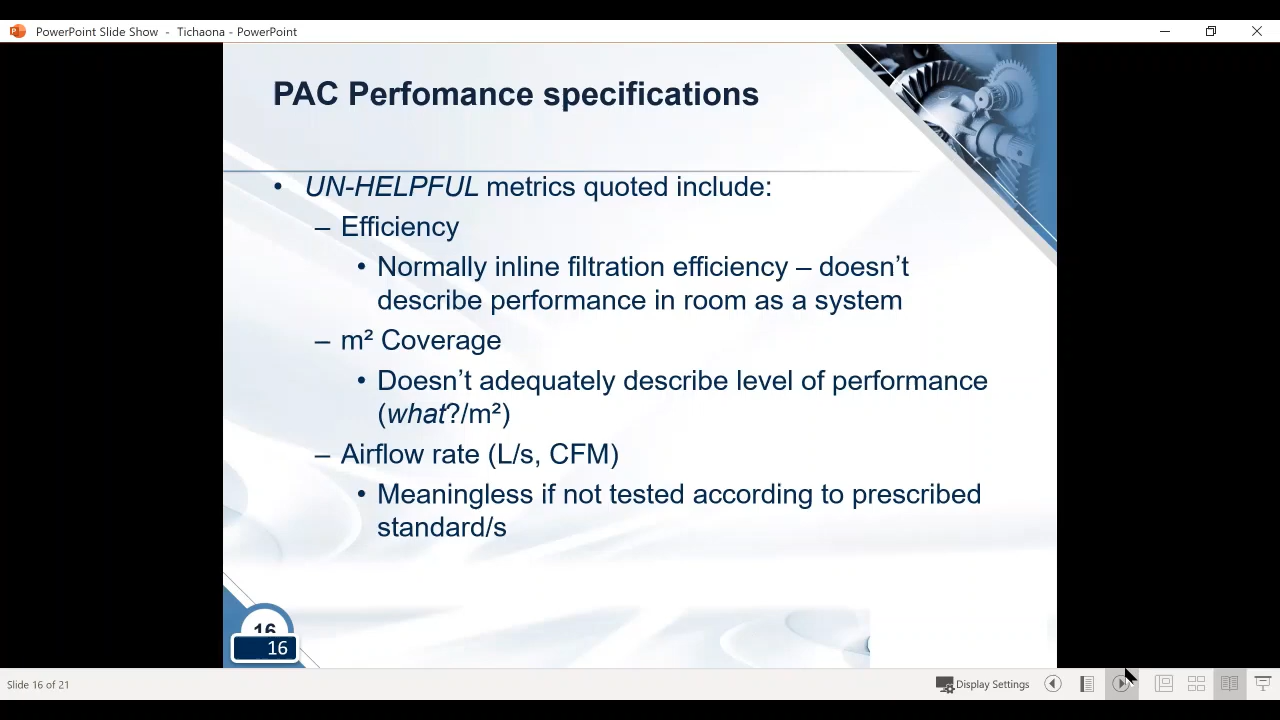 PowerPoint Slide Show - Tichaona - PowerPoint
PAC Perfomance specifications
• UN-HELPFUL metrics quoted include:
– Efficiency
• Normally inline filtration efficiency – doesn’t
describe performance in room as a system
– m² Coverage
• Doesn’t adequately describe level of performance
(what?/m²)
– Airflow rate (L/s, CFM)
• Meaningless if not tested according to prescribed
standard/s
16
16
Slide 16 of 21
Display Settings